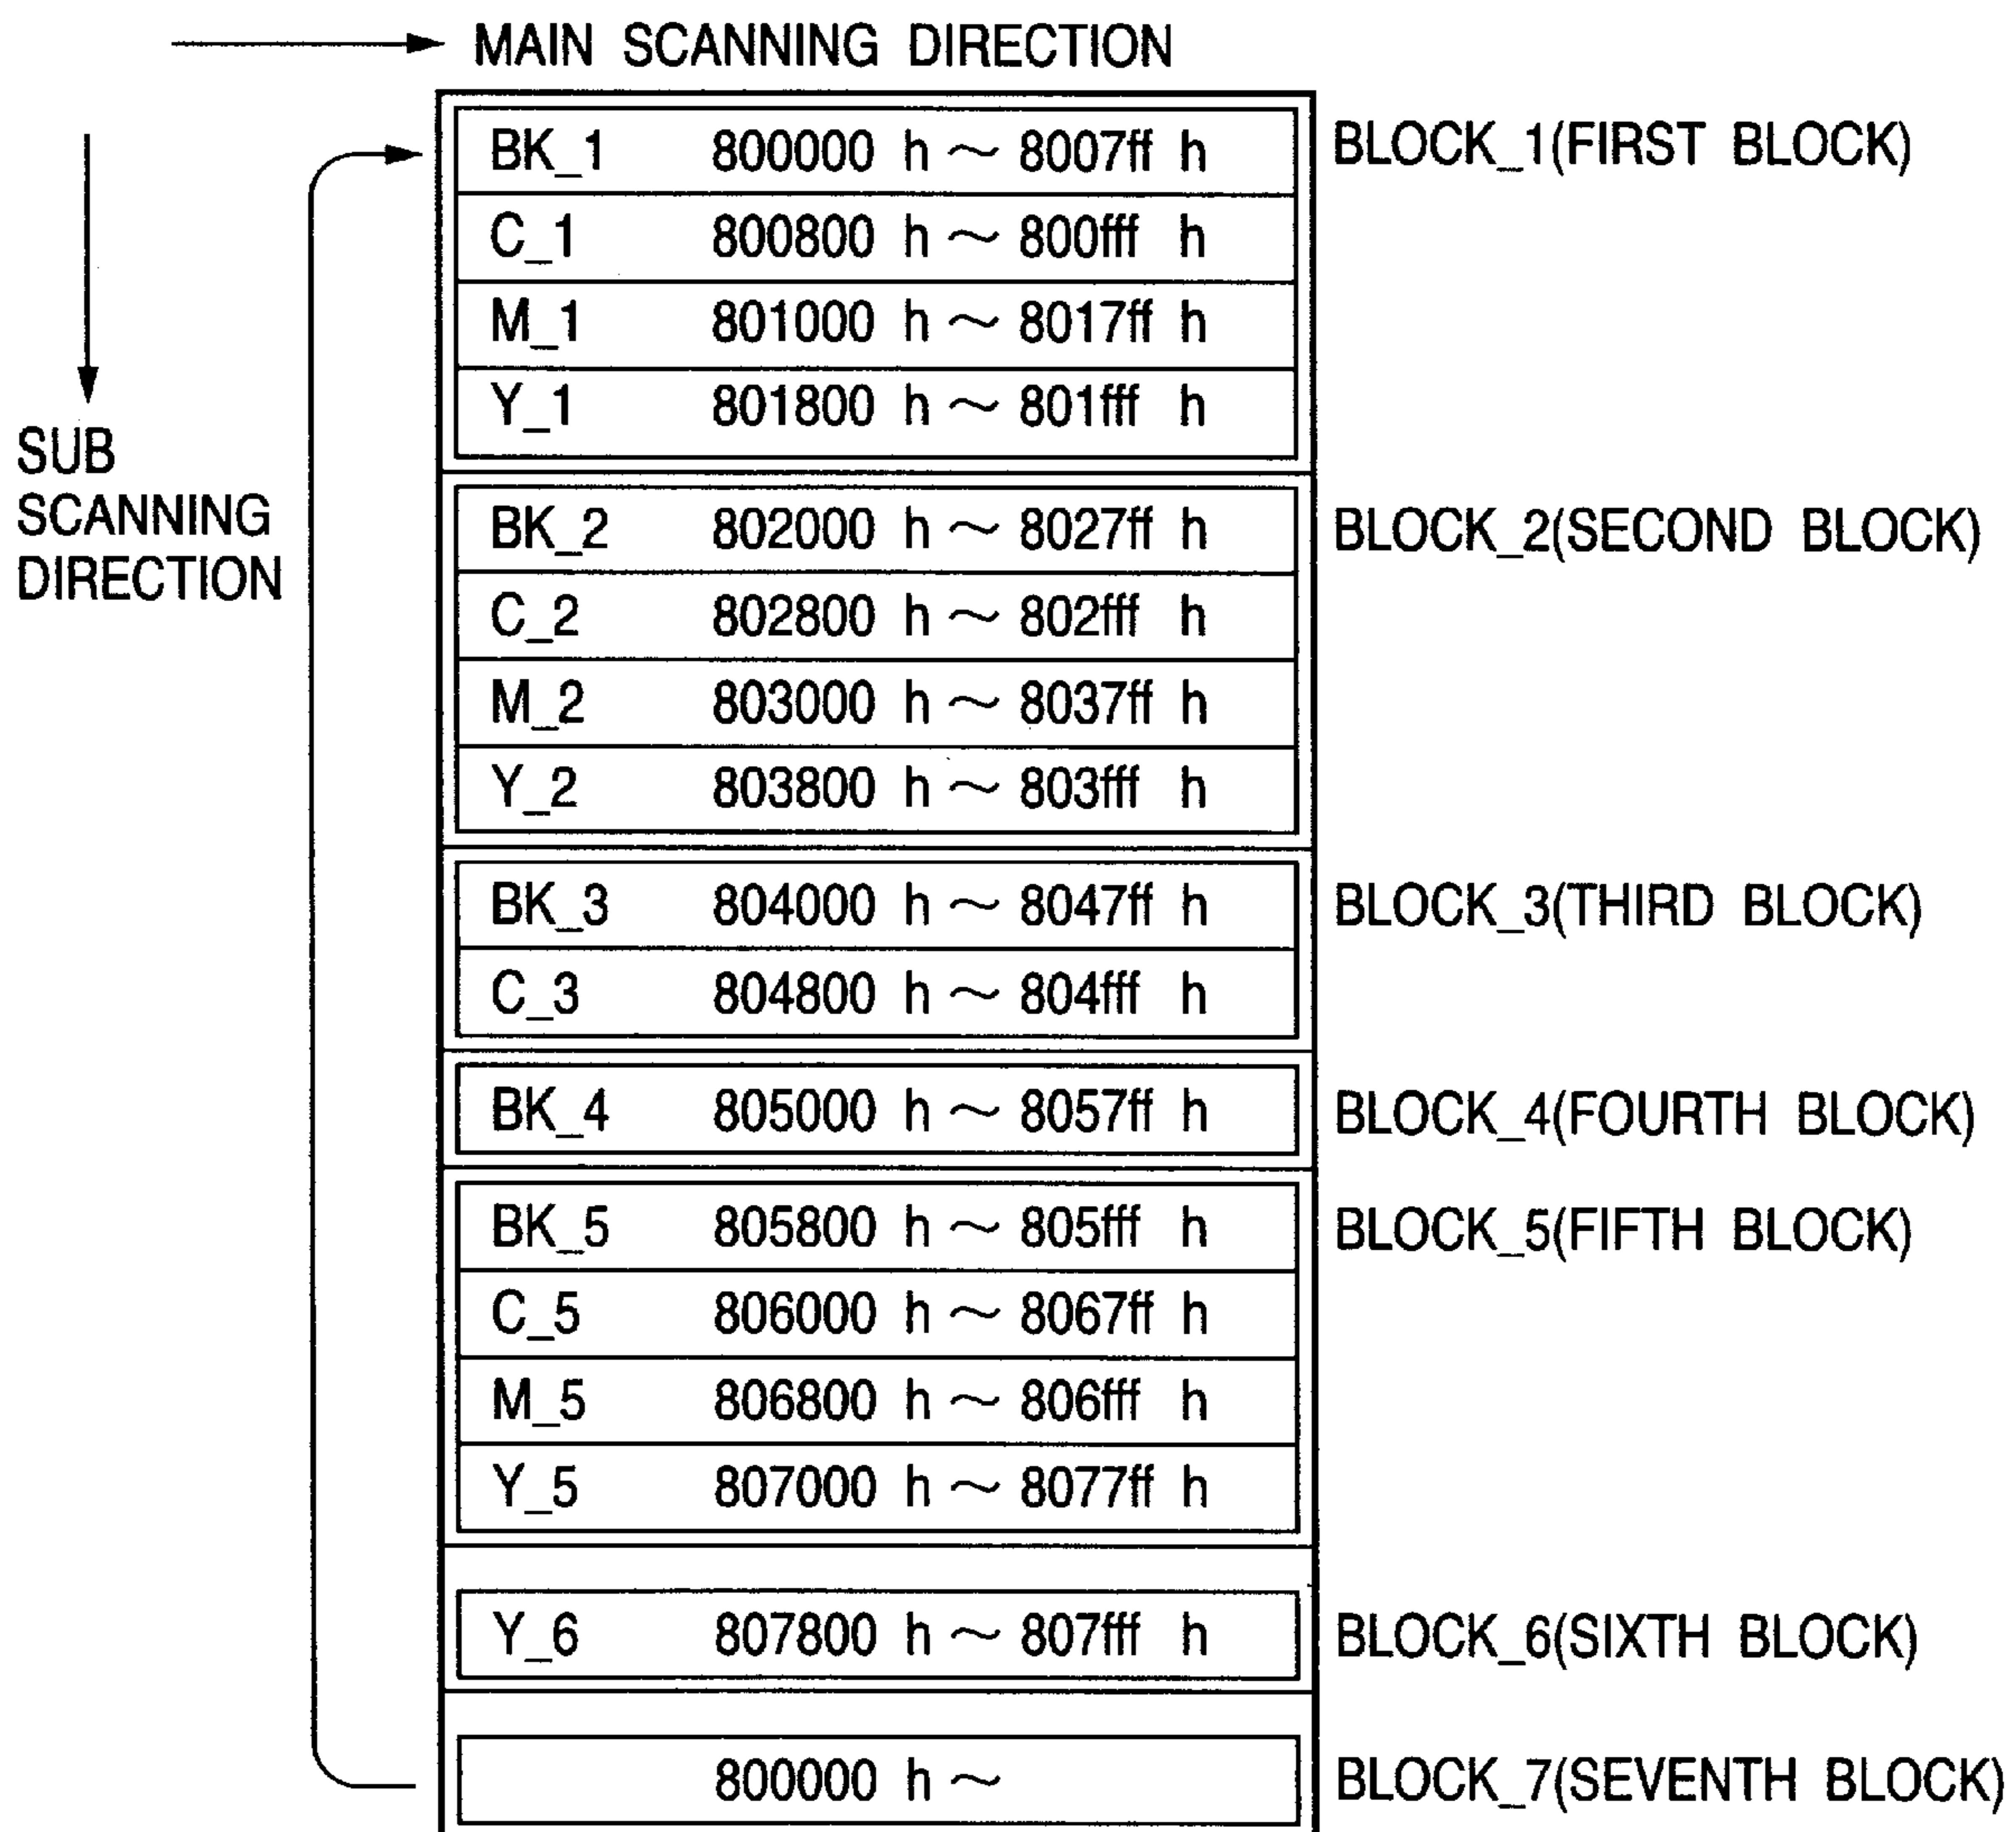 MAIN SCANNING DIRECTION
SUB
SCANNING
DIRECTION
BK_1 800000 h ~ 8007ff h BLOCK_1(FIRST BLOCK)
C_1 800800 h ~ 800fff h
M_1 801000 h ~ 8017ff h
Y_1 801800 h ~ 801fff h
BK_2 802000 h ~ 8027ff h BLOCK_2(SECOND BLOCK)
C_2 802800 h ~ 802fff h
M_2 803000 h ~ 8037ff h
Y_2 803800 h ~ 803fff h
BK_3 804000 h ~ 8047ff h BLOCK_3(THIRD BLOCK)
C_3 804800 h ~ 804fff h
BK_4 805000 h ~ 8057ff h BLOCK_4(FOURTH BLOCK)
BK_5 805800 h ~ 805fff h BLOCK_5(FIFTH BLOCK)
C_5 806000 h ~ 8067ff h
M_5 806800 h ~ 806fff h
Y_5 807000 h ~ 8077ff h
Y_6 807800 h ~ 807fff h BLOCK_6(SIXTH BLOCK)
800000 h ~ BLOCK_7(SEVENTH BLOCK)